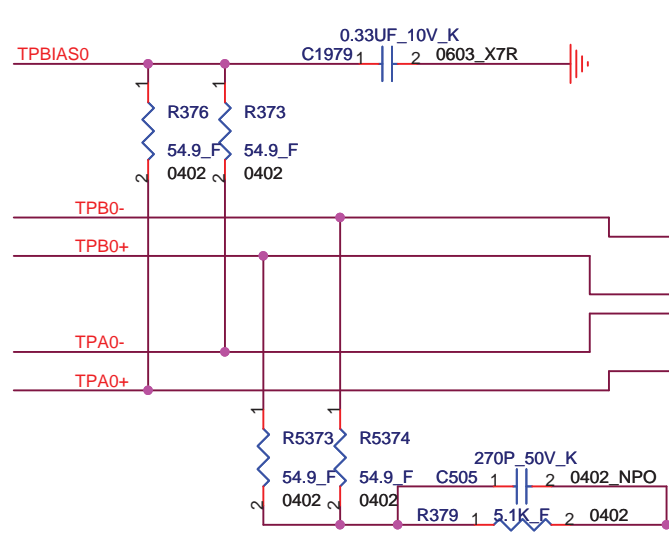 0.33UF_10V_K
TPBIAS0
C1979 1 2 0603_X7R
1 1
R376 R373
54.9_F 54.9_F
2 0402 2 0402
TPB0-
TPB0+
TPA0-
TPA0+
1 1
R5373 R5374
54.9_F 54.9_F
2 0402 2 0402
270P_50V_K
C505 1 2 0402_NPO
R379 1 5.1K_F 2 0402